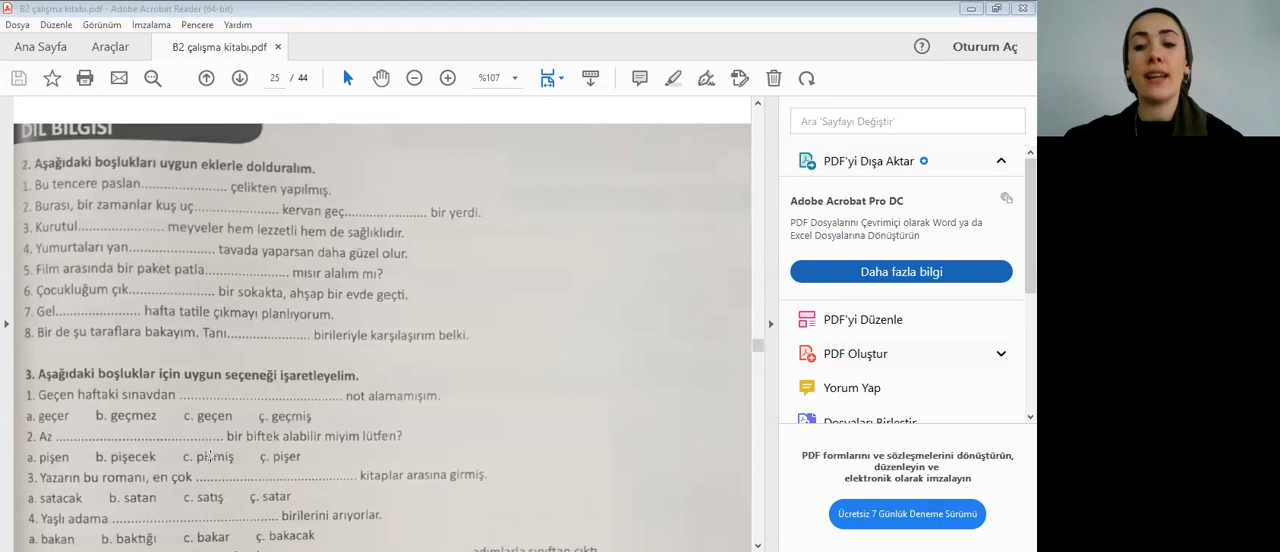 B2 çalışma kitabı.pdf - Adobe Acrobat Reader (64-bit)
Dosya Düzenle Görünüm İmzalama Pencere Yardım
Ana Sayfa Araçlar B2 çalışma kitabı.pdf × Oturum Aç
25 / 44 %107
DİL BİLGİSİ
2. Aşağıdaki boşlukları uygun eklerle dolduralım.
1. Bu tencere paslan........................ çelikten yapılmış.
2. Burası, bir zamanlar kuş uç........................ kervan geç........................ bir yerdi.
3. Kurutul........................ meyveler hem lezzetli hem de sağlıklıdır.
4. Yumurtaları yan........................ tavada yaparsan daha güzel olur.
5. Film arasında bir paket patla........................ mısır alalım mı?
6. Çocukluğum çık........................ bir sokakta, ahşap bir evde geçti.
7. Gel........................ hafta tatile çıkmayı planlıyorum.
8. Bir de şu taraflara bakayım. Tanı........................ birileriyle karşılaşırım belki.
3. Aşağıdaki boşluklar için uygun seçeneği işaretleyelim.
1. Geçen haftaki sınavdan ................................................ not alamamışım.
a. geçer b. geçmez c. geçen ç. geçmiş
2. Az ................................................ bir biftek alabilir miyim lütfen?
a. pişen b. pişecek c. pişmiş ç. pişer
3. Yazarın bu romanı, en çok ................................................ kitaplar arasına girmiş.
a. satacak b. satan c. satış ç. satar
4. Yaşlı adama ................................................ birilerini arıyorlar.
a. bakan b. baktığı c. bakar ç. bakacak
adımlarla sınıftan çıktı.
Ara 'Sayfayı Değiştir'
PDF'yi Dışa Aktar
Adobe Acrobat Pro DC
PDF Dosyalarını Çevrimiçi olarak Word ya da
Excel Dosyalarına Dönüştürün
Daha fazla bilgi
PDF'yi Düzenle
PDF Oluştur
Yorum Yap
Dosyaları Birleştir
PDF formlarını ve sözleşmelerini dönüştürün,
düzenleyin ve
elektronik olarak imzalayın
Ücretsiz 7 Günlük Deneme Sürümü